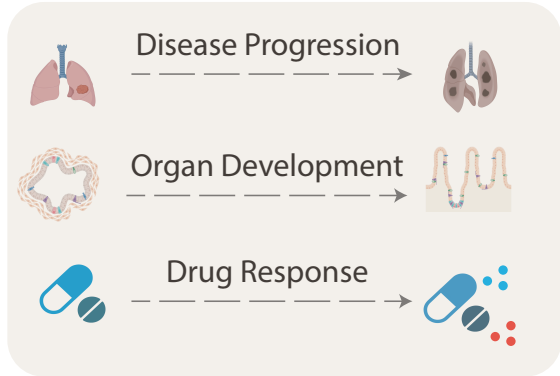 Disease Progression
Organ Development
Drug Response